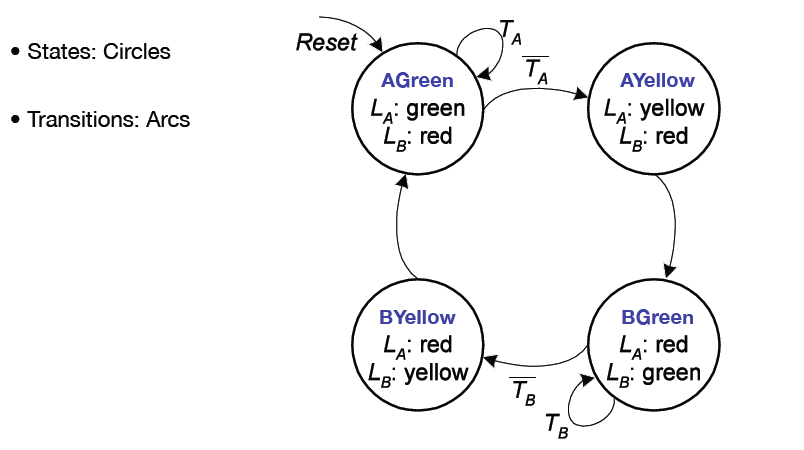 • States: Circles
• Transitions: Arcs
Reset
T_A
T̅_A
AGreen
L_A: green
L_B: red
AYellow
L_A: yellow
L_B: red
BYellow
L_A: red
L_B: yellow
BGreen
L_A: red
L_B: green
T̅_B
T_B